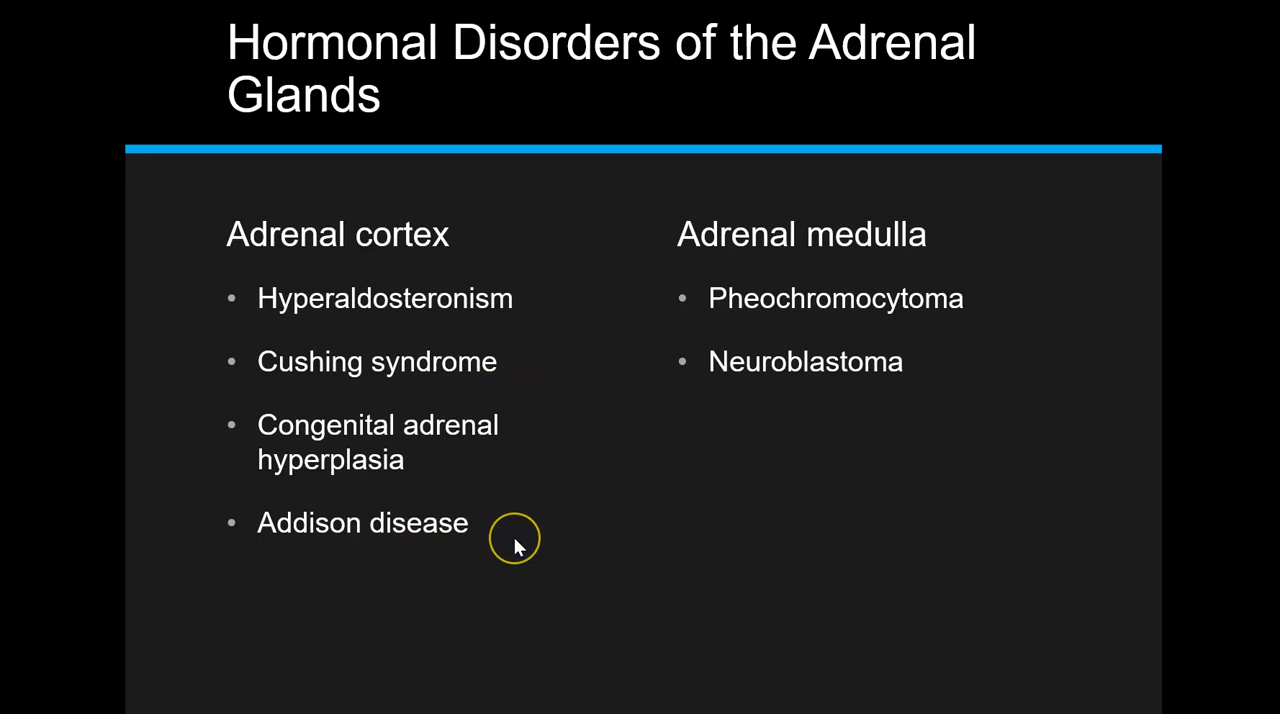 Hormonal Disorders of the Adrenal
Glands
Adrenal cortex
• Hyperaldosteronism
• Cushing syndrome
• Congenital adrenal
hyperplasia
• Addison disease
Adrenal medulla
• Pheochromocytoma
• Neuroblastoma